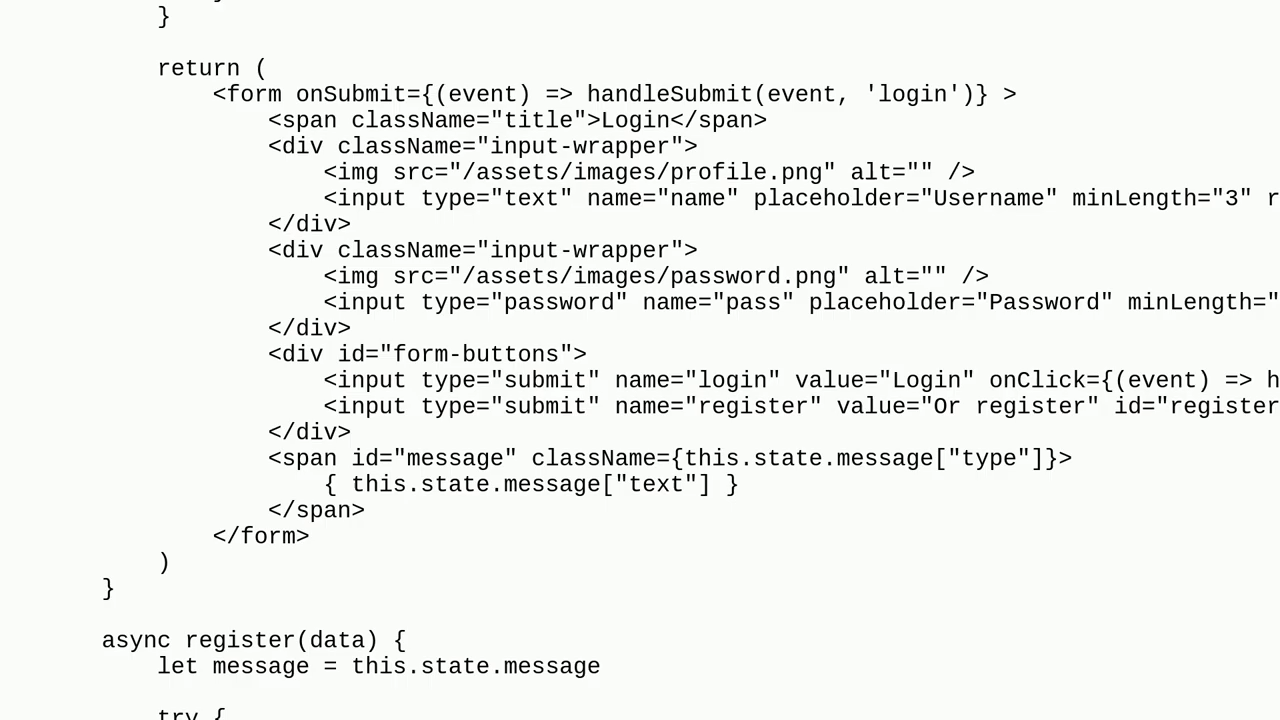 }
return (
<form onSubmit={(event) => handleSubmit(event, 'login')} >
<span className="title">Login</span>
<div className="input-wrapper">
<img src="/assets/images/profile.png" alt="" />
<input type="text" name="name" placeholder="Username" minLength="3" r
</div>
<div className="input-wrapper">
<img src="/assets/images/password.png" alt="" />
<input type="password" name="pass" placeholder="Password" minLength="
</div>
<div id="form-buttons">
<input type="submit" name="login" value="Login" onClick={(event) => h
<input type="submit" name="register" value="Or register" id="register
</div>
<span id="message" className={this.state.message["type"]}>
{ this.state.message["text"] }
</span>
</form>
)
}
async register(data) {
let message = this.state.message
try {